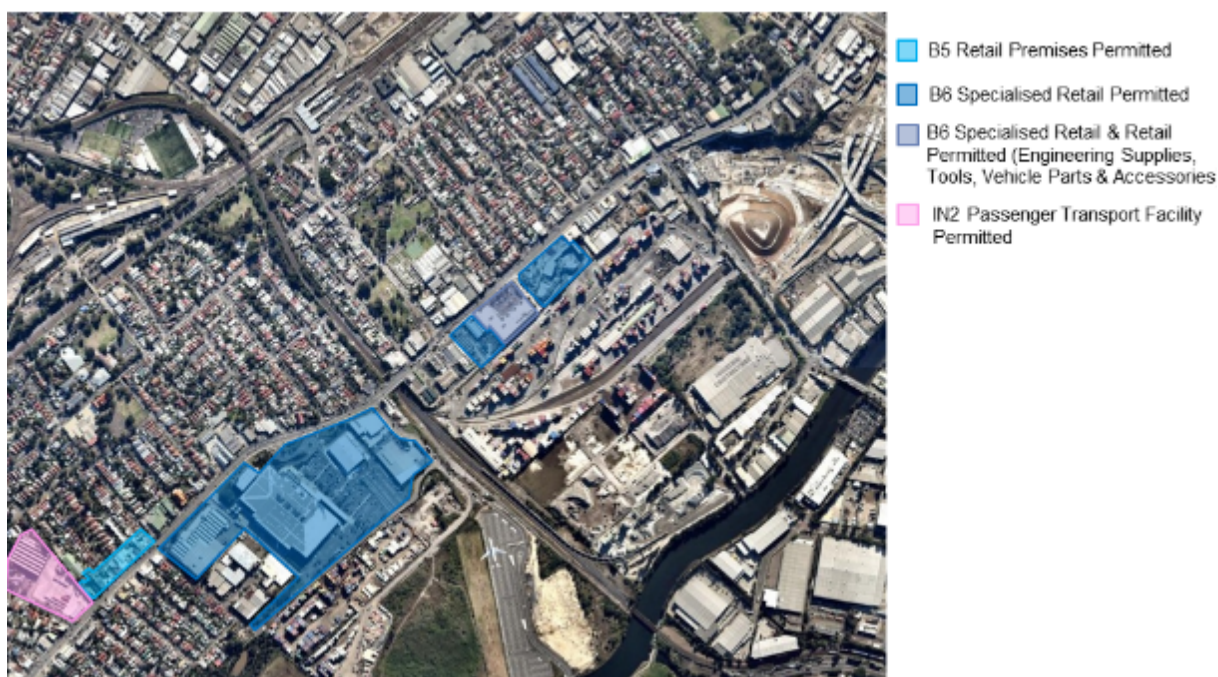 B5 Retail Premises Permitted
B6 Specialised Retail Permitted
B6 Specialised Retail & Retail
Permitted (Engineering Supplies,
Tools, Vehicle Parts & Accessories
IN2 Passenger Transport Facility
Permitted